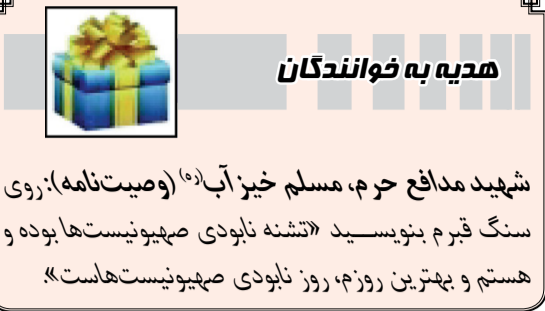 هدیه به خوانندگان
شهید مدافع حرم، مسلم خیزآب(ره) (وصیت‌نامه): روی
سنگ قبرم بنویسید «تشنه نابودی صهیونیست‌ها بوده و
هستم و بهترین روزم، روز نابودی صهیونیست‌هاست».